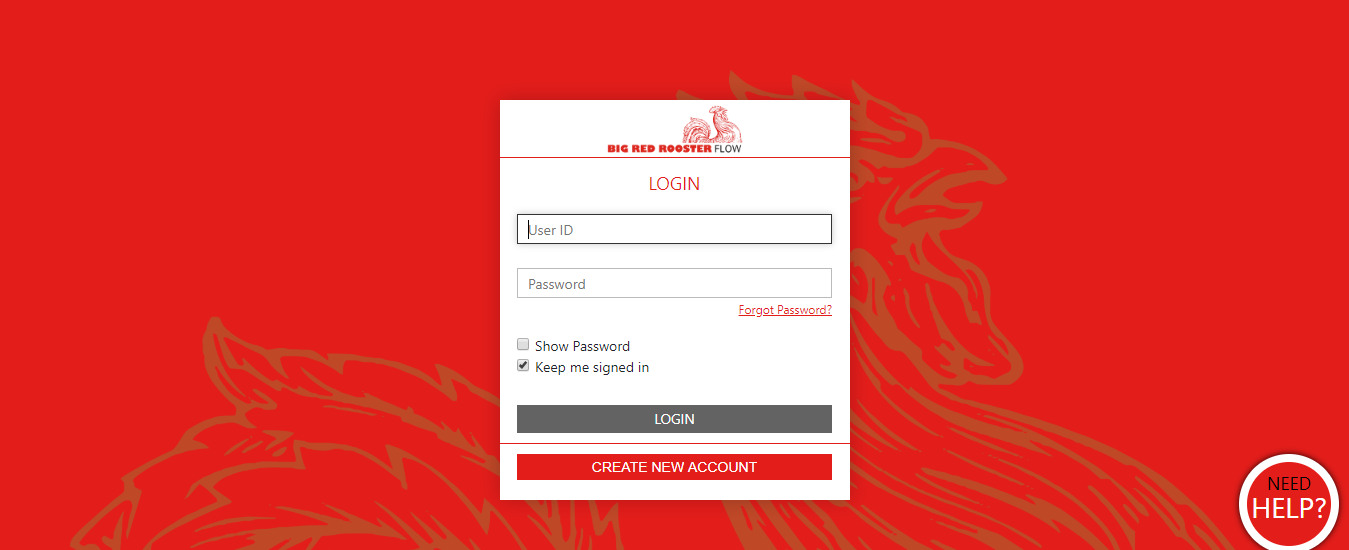 BIG RED ROOSTER FLOW
LOGIN
User ID
Password
Forgot Password?
Show Password
Keep me signed in
LOGIN
CREATE NEW ACCOUNT
NEED
HELP?